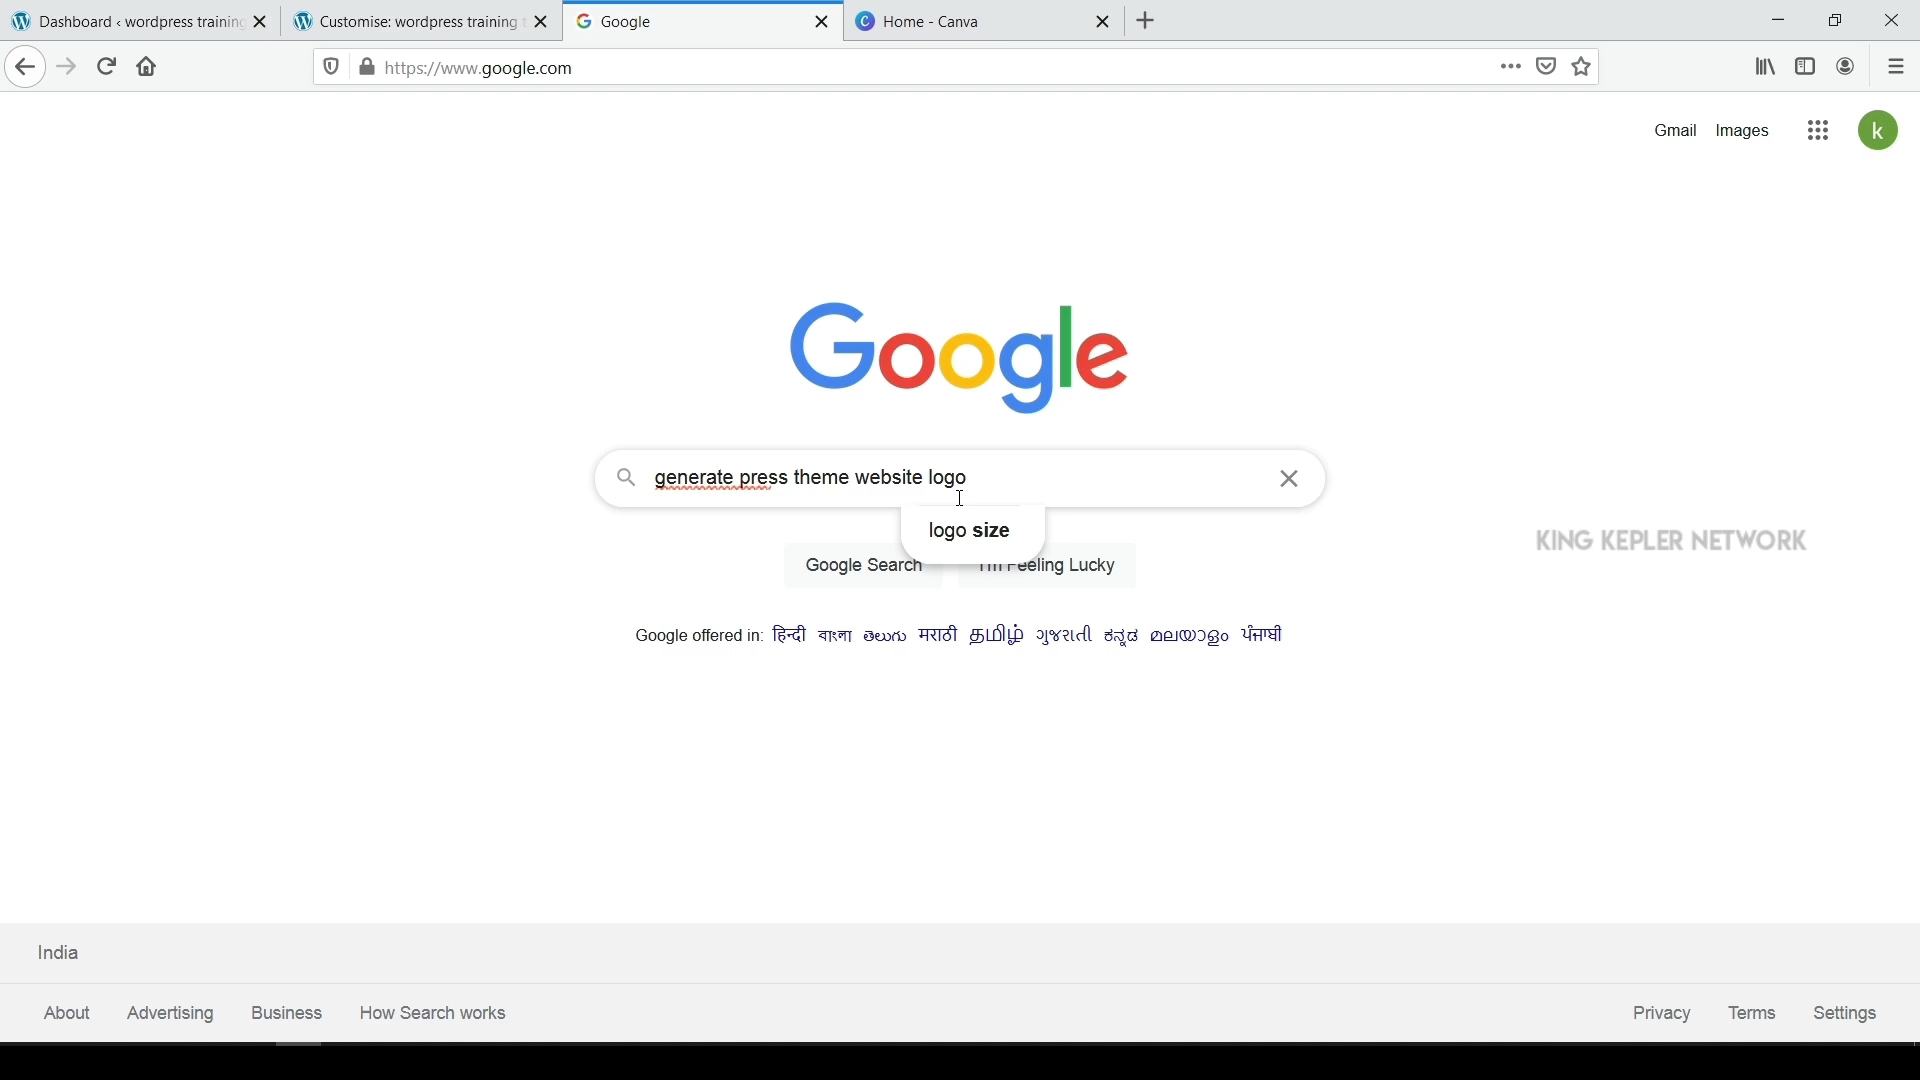 Dashboard ‹ wordpress training
Customise: wordpress training t
Google
Home - Canva
https://www.google.com
Gmail Images
k
Google
generate press theme website logo
logo size
Google Search I'm Feeling Lucky
KING KEPLER NETWORK
Google offered in: हिन्दी বাংলা తెలుగు मराठी தமிழ் ગુજરાતી ಕನ್ನಡ മലയാളം ਪੰਜਾਬੀ
India
About Advertising Business How Search works
Privacy Terms Settings